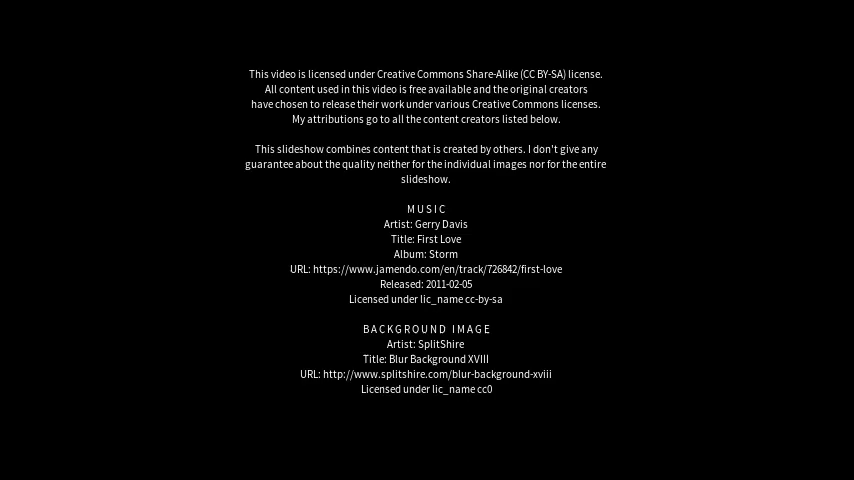 This video is licensed under Creative Commons Share-Alike (CC BY-SA) license.
All content used in this video is free available and the original creators
have chosen to release their work under various Creative Commons licenses.
My attributions go to all the content creators listed below.
This slideshow combines content that is created by others. I don't give any
guarantee about the quality neither for the individual images nor for the entire
slideshow.
MUSIC
Artist: Gerry Davis
Title: First Love
Album: Storm
URL: https://www.jamendo.com/en/track/726842/first-love
Released: 2011-02-05
Licensed under lic_name cc-by-sa
BACKGROUND IMAGE
Artist: SplitShire
Title: Blur Background XVIII
URL: http://www.splitshire.com/blur-background-xviii
Licensed under lic_name cc0